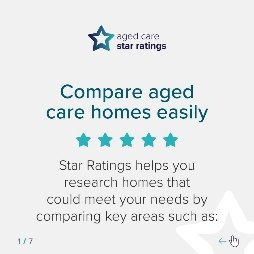 aged care
star ratings
Compare aged
care homes easily
Star Ratings helps you
research homes that
could meet your needs by
comparing key areas such as:
1 / 7